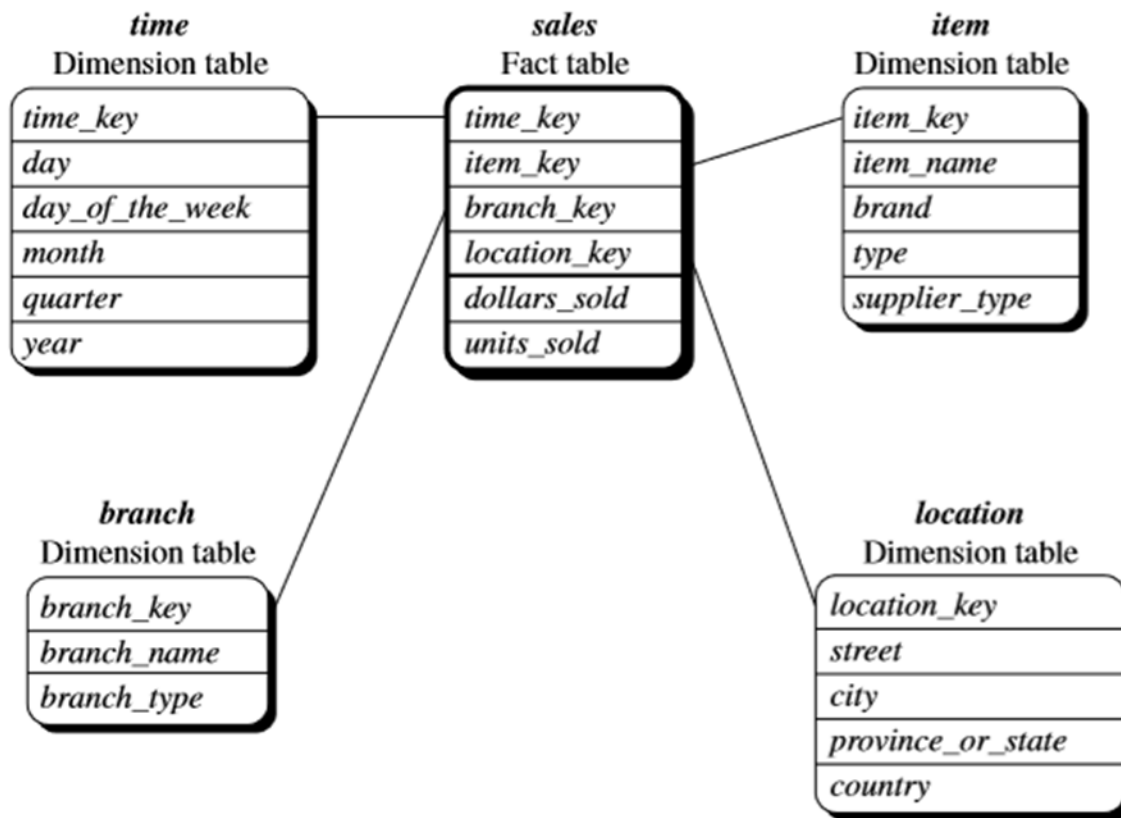 time
Dimension table
time_key
day
day_of_the_week
month
quarter
year
sales
Fact table
time_key
item_key
branch_key
location_key
dollars_sold
units_sold
item
Dimension table
item_key
item_name
brand
type
supplier_type
branch
Dimension table
branch_key
branch_name
branch_type
location
Dimension table
location_key
street
city
province_or_state
country